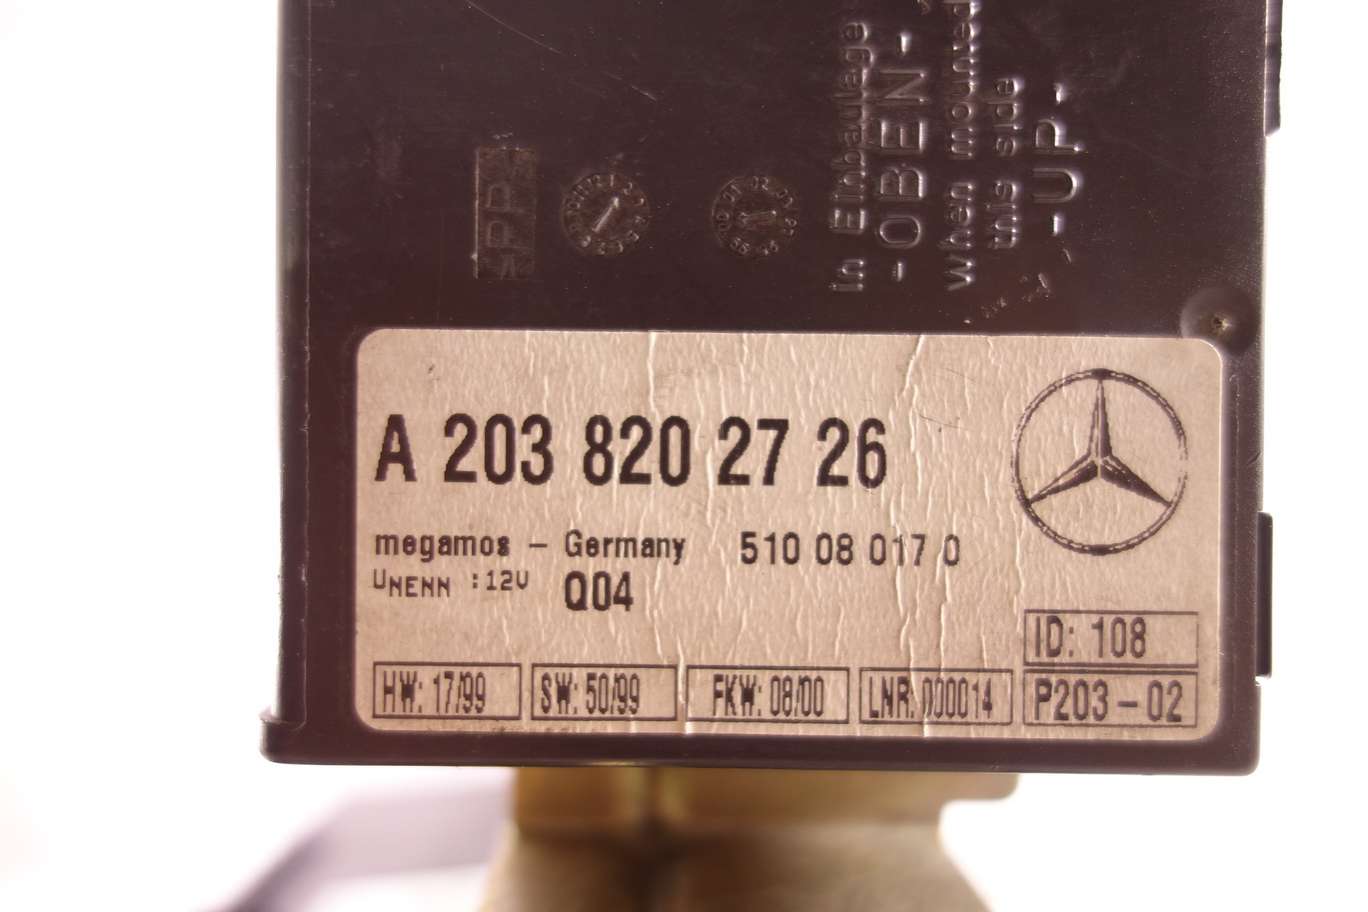 in Einbaulage
-OBEN-
when mounted
this side
-UP-
A 203 820 27 26
megamos - Germany 510 08 017 0
UNENN :12V Q04
ID: 108
HW: 17/99 SW: 50/99 FKW: 08/00 LNR: 000014 P203-02